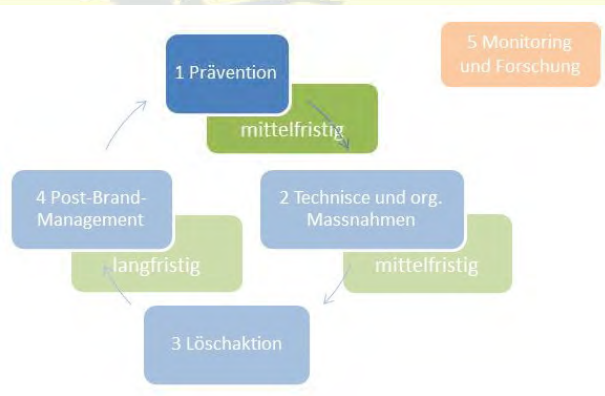 1 Prävention
mittelfristig
5 Monitoring
und Forschung
2 Technisce und org.
Massnahmen
mittelfristig
3 Löschaktion
4 Post-Brand-
Management
langfristig